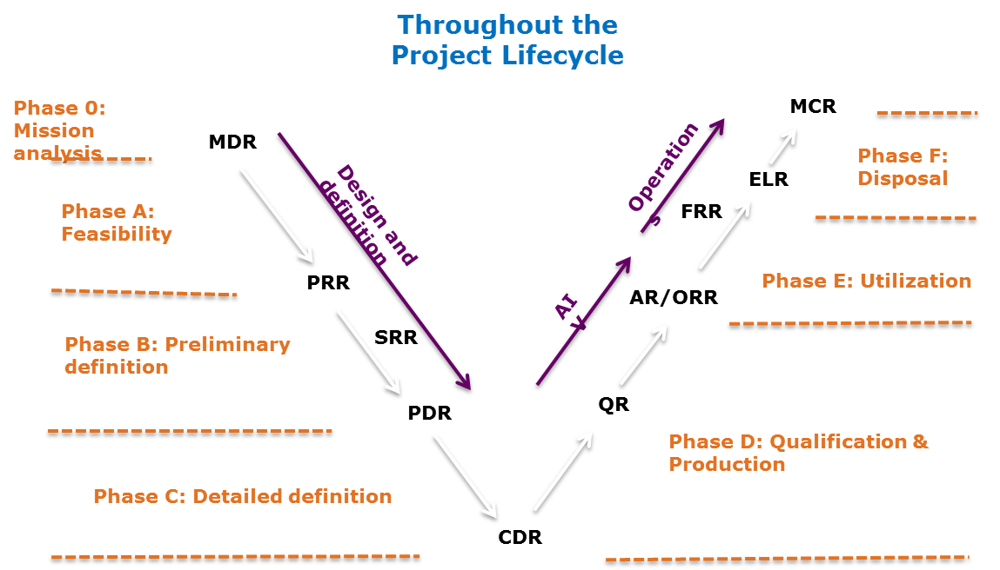 Throughout the
Project Lifecycle
Phase 0:
Mission
analysis
MDR
Phase A:
Feasibility
PRR
Design and
definition
Phase B: Preliminary
definition
SRR
PDR
Phase C: Detailed definition
CDR
Phase D: Qualification &
Production
QR
AI
V
AR/ORR
Phase E: Utilization
FRR
Operation
s
ELR
Phase F:
Disposal
MCR